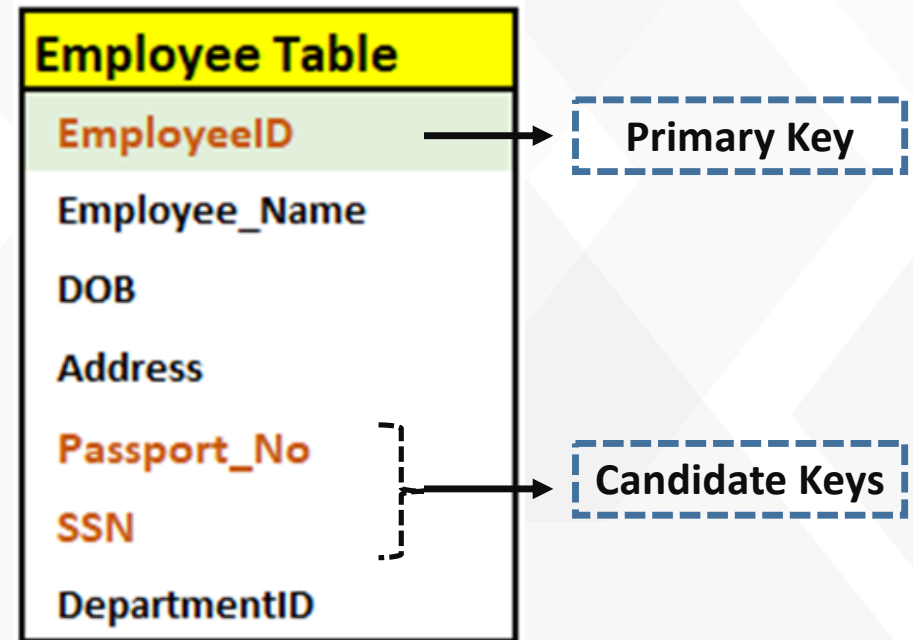 Employee Table
EmployeeID
Primary Key
Employee_Name
DOB
Address
Passport_No
Candidate Keys
SSN
DepartmentID